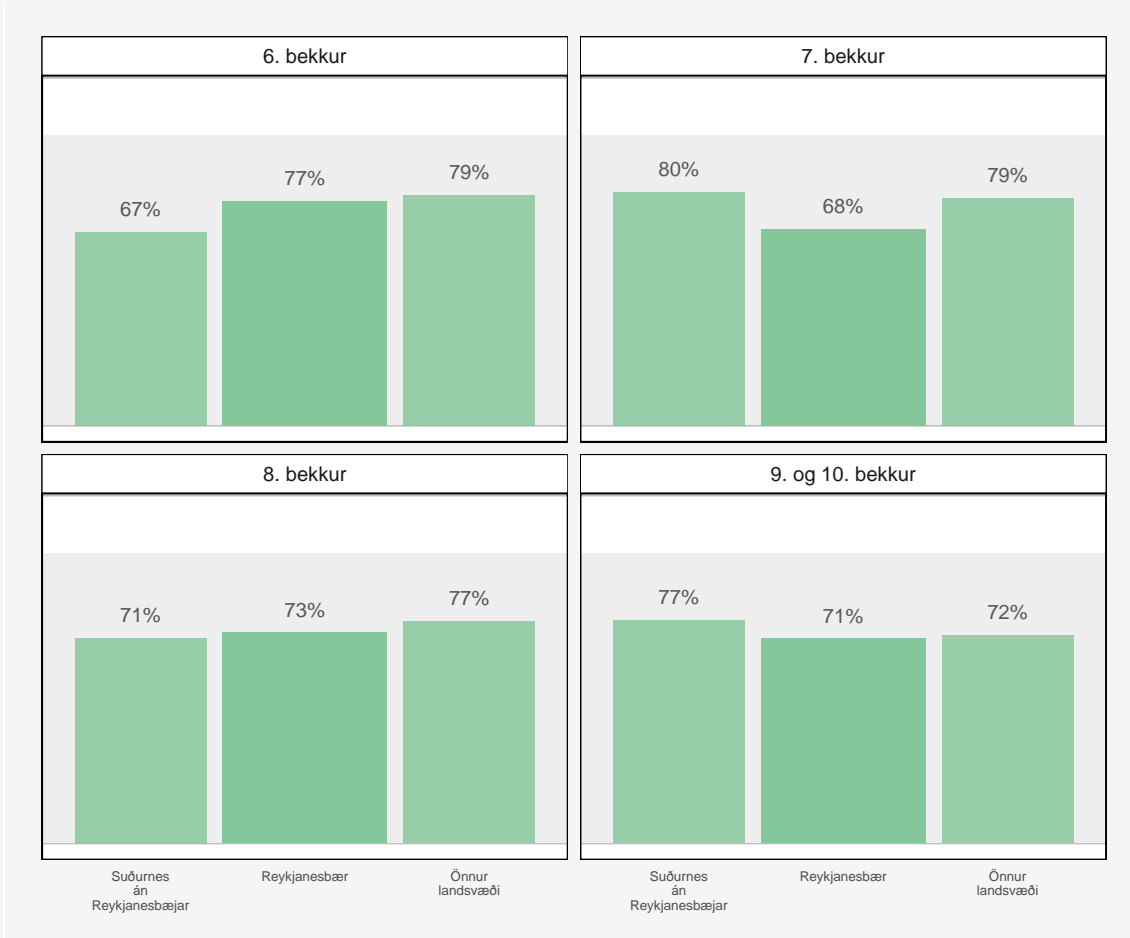 6. bekkur
67%
77%
79%
7. bekkur
80%
68%
79%
8. bekkur
71%
73%
77%
9. og 10. bekkur
77%
71%
72%
Suðurnes
án
Reykjanesbæjar
Reykjanesbær
Önnur
landsvæði
Suðurnes
án
Reykjanesbæjar
Reykjanesbær
Önnur
landsvæði